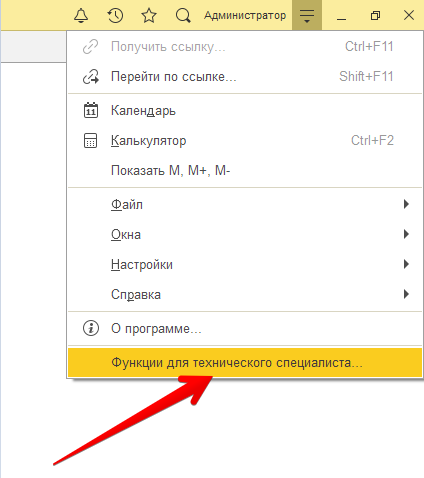 Администратор
Получить ссылку... Ctrl+F11
Перейти по ссылке... Shift+F11
11 Календарь
Калькулятор Ctrl+F2
Показать M, M+, M-
Файл
Окна
Настройки
Справка
О программе...
Функции для технического специалиста...